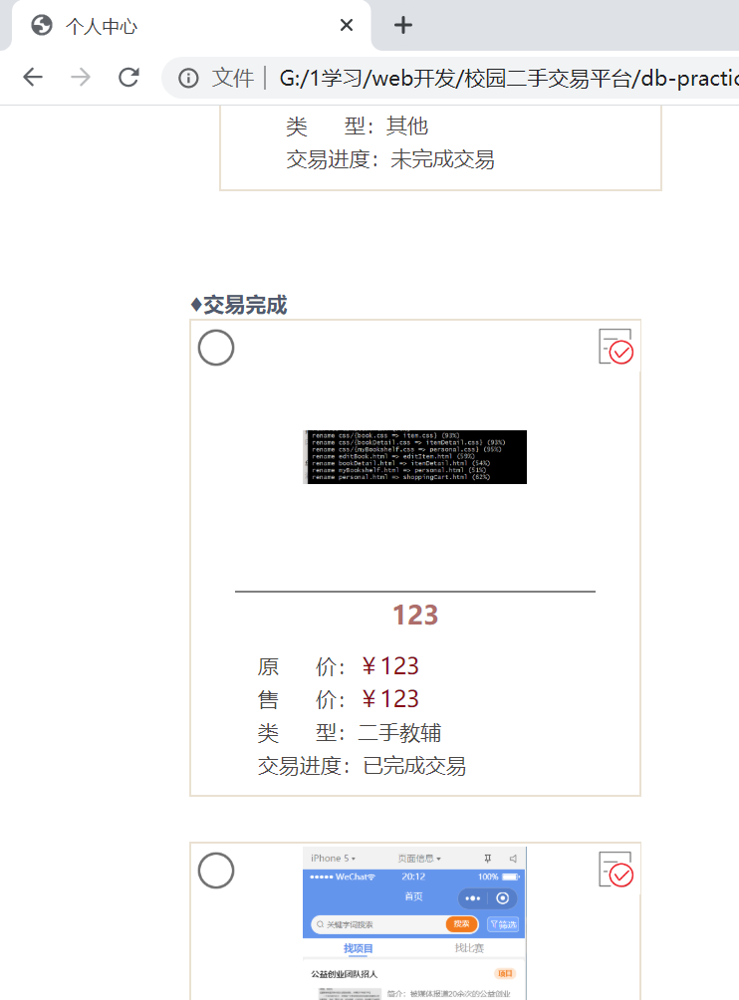 个人中心
文件 G:/1学习/web开发/校园二手交易平台/db-practic
类 型：其他
交易进度：未完成交易
♦交易完成
rename css/{book.css => item.css} (93%)
rename css/{bookDetail.css => itemDetail.css} (93%)
rename css/{myBookshelf.css => personal.css} (95%)
rename editBook.html => editItem.html (59%)
rename bookDetail.html => itemDetail.html (54%)
rename myBookshelf.html => personal.html (51%)
rename personal.html => shoppingCart.html (82%)
123
原 价：￥123
售 价：￥123
类 型：二手教辅
交易进度：已完成交易
iPhone 5 页面信息
WeChat 20:12 100%
首页
关键字词搜索 搜索 筛选
找项目 找比赛
公益创业团队招人 项目
简介：被媒体报道20余次的公益创业